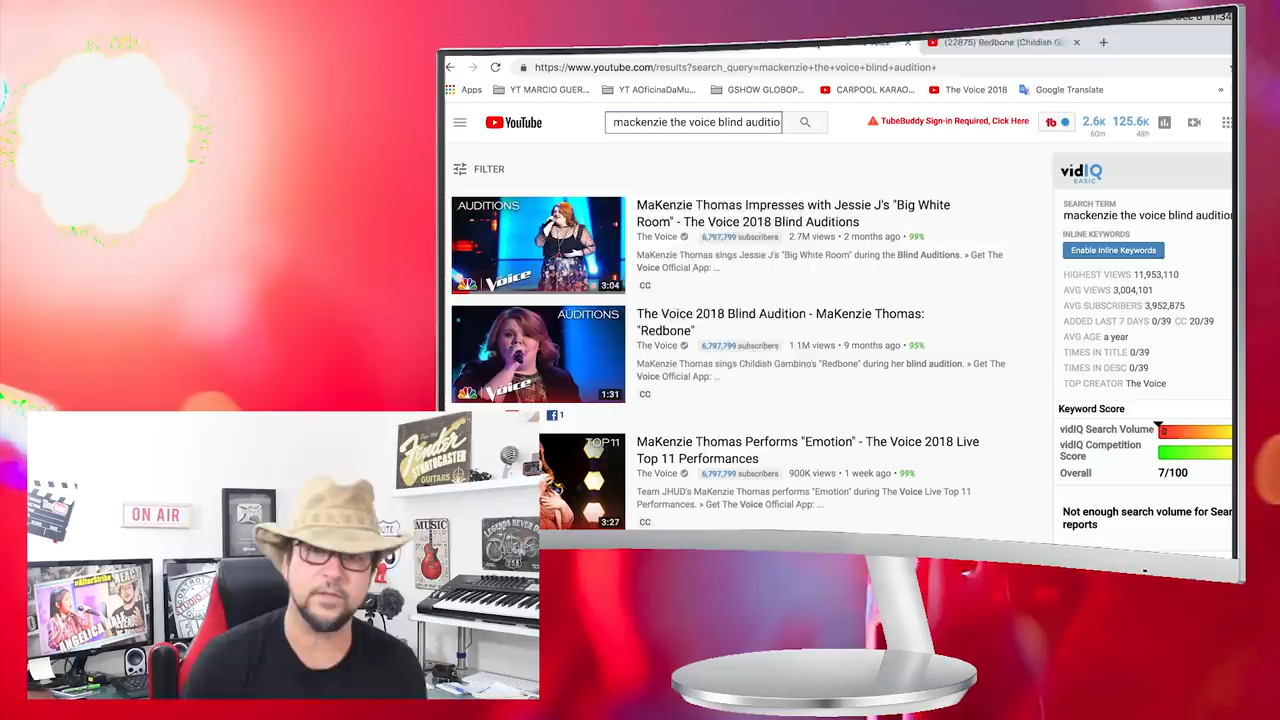 11:34
(22875) Redbone (Childish G
https://www.youtube.com/results?search_query=mackenzie+the+voice+blind+audition+
Apps
YT MARCIO GUER...
YT AOficinaDaMu...
GSHOW GLOBOP...
CARPOOL KARAO...
The Voice 2018
Google Translate
»
YouTube
mackenzie the voice blind auditio
TubeBuddy Sign-in Required, Click Here
2.6K
60m
125.6K
48h
FILTER
AUDITIONS
Voice
3:04
MaKenzie Thomas Impresses with Jessie J's "Big White
Room" - The Voice 2018 Blind Auditions
The Voice 6,797,799 subscribers 2.7M views • 2 months ago • 99%
MaKenzie Thomas sings Jessie J's "Big White Room" during the Blind Auditions. » Get The
Voice Official App: ...
CC
AUDITIONS
Voice
1:31
The Voice 2018 Blind Audition - MaKenzie Thomas:
"Redbone"
The Voice 6,797,799 subscribers 1.1M views • 9 months ago • 95%
MaKenzie Thomas sings Childish Gambino's "Redbone" during her blind audition. » Get The
Voice Official App: ...
CC
1
TOP11
3:27
MaKenzie Thomas Performs "Emotion" - The Voice 2018 Live
Top 11 Performances
The Voice 6,797,799 subscribers 900K views • 1 week ago • 99%
Team JHUD's MaKenzie Thomas performs "Emotion" during The Voice Live Top 11
Performances. » Get The Voice Official App: ...
CC
vidIQ
BASIC
SEARCH TERM
mackenzie the voice blind auditior
INLINE KEYWORDS
Enable Inline Keywords
HIGHEST VIEWS 11,953,110
AVG VIEWS 3,004,101
AVG SUBSCRIBERS 3,952,875
ADDED LAST 7 DAYS 0/39 CC 20/39
AVG AGE a year
TIMES IN TITLE 0/39
TIMES IN DESC 0/39
TOP CREATOR The Voice
Keyword Score
vidIQ Search Volume 0
vidIQ Competition
Score
Overall 7/100
Not enough search volume for Sear
reports
Fender
STRATOCASTER
GUITARS
ON AIR
MUSIC
LEGENDS NEVER D
#AfterStrike
REAC
ANGELICA HALE